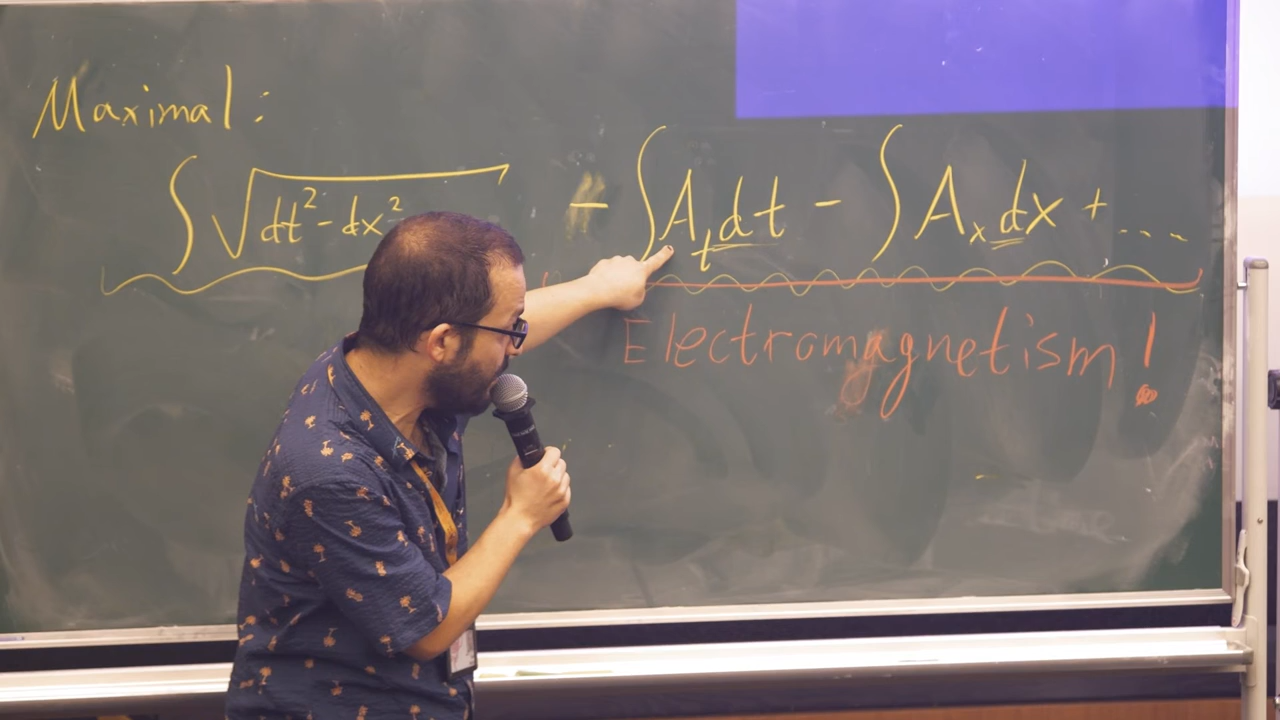 Maximal:
∫√dt²-dx² - ∫A_t dt - ∫A_x dx + ...
Electromagnetism!